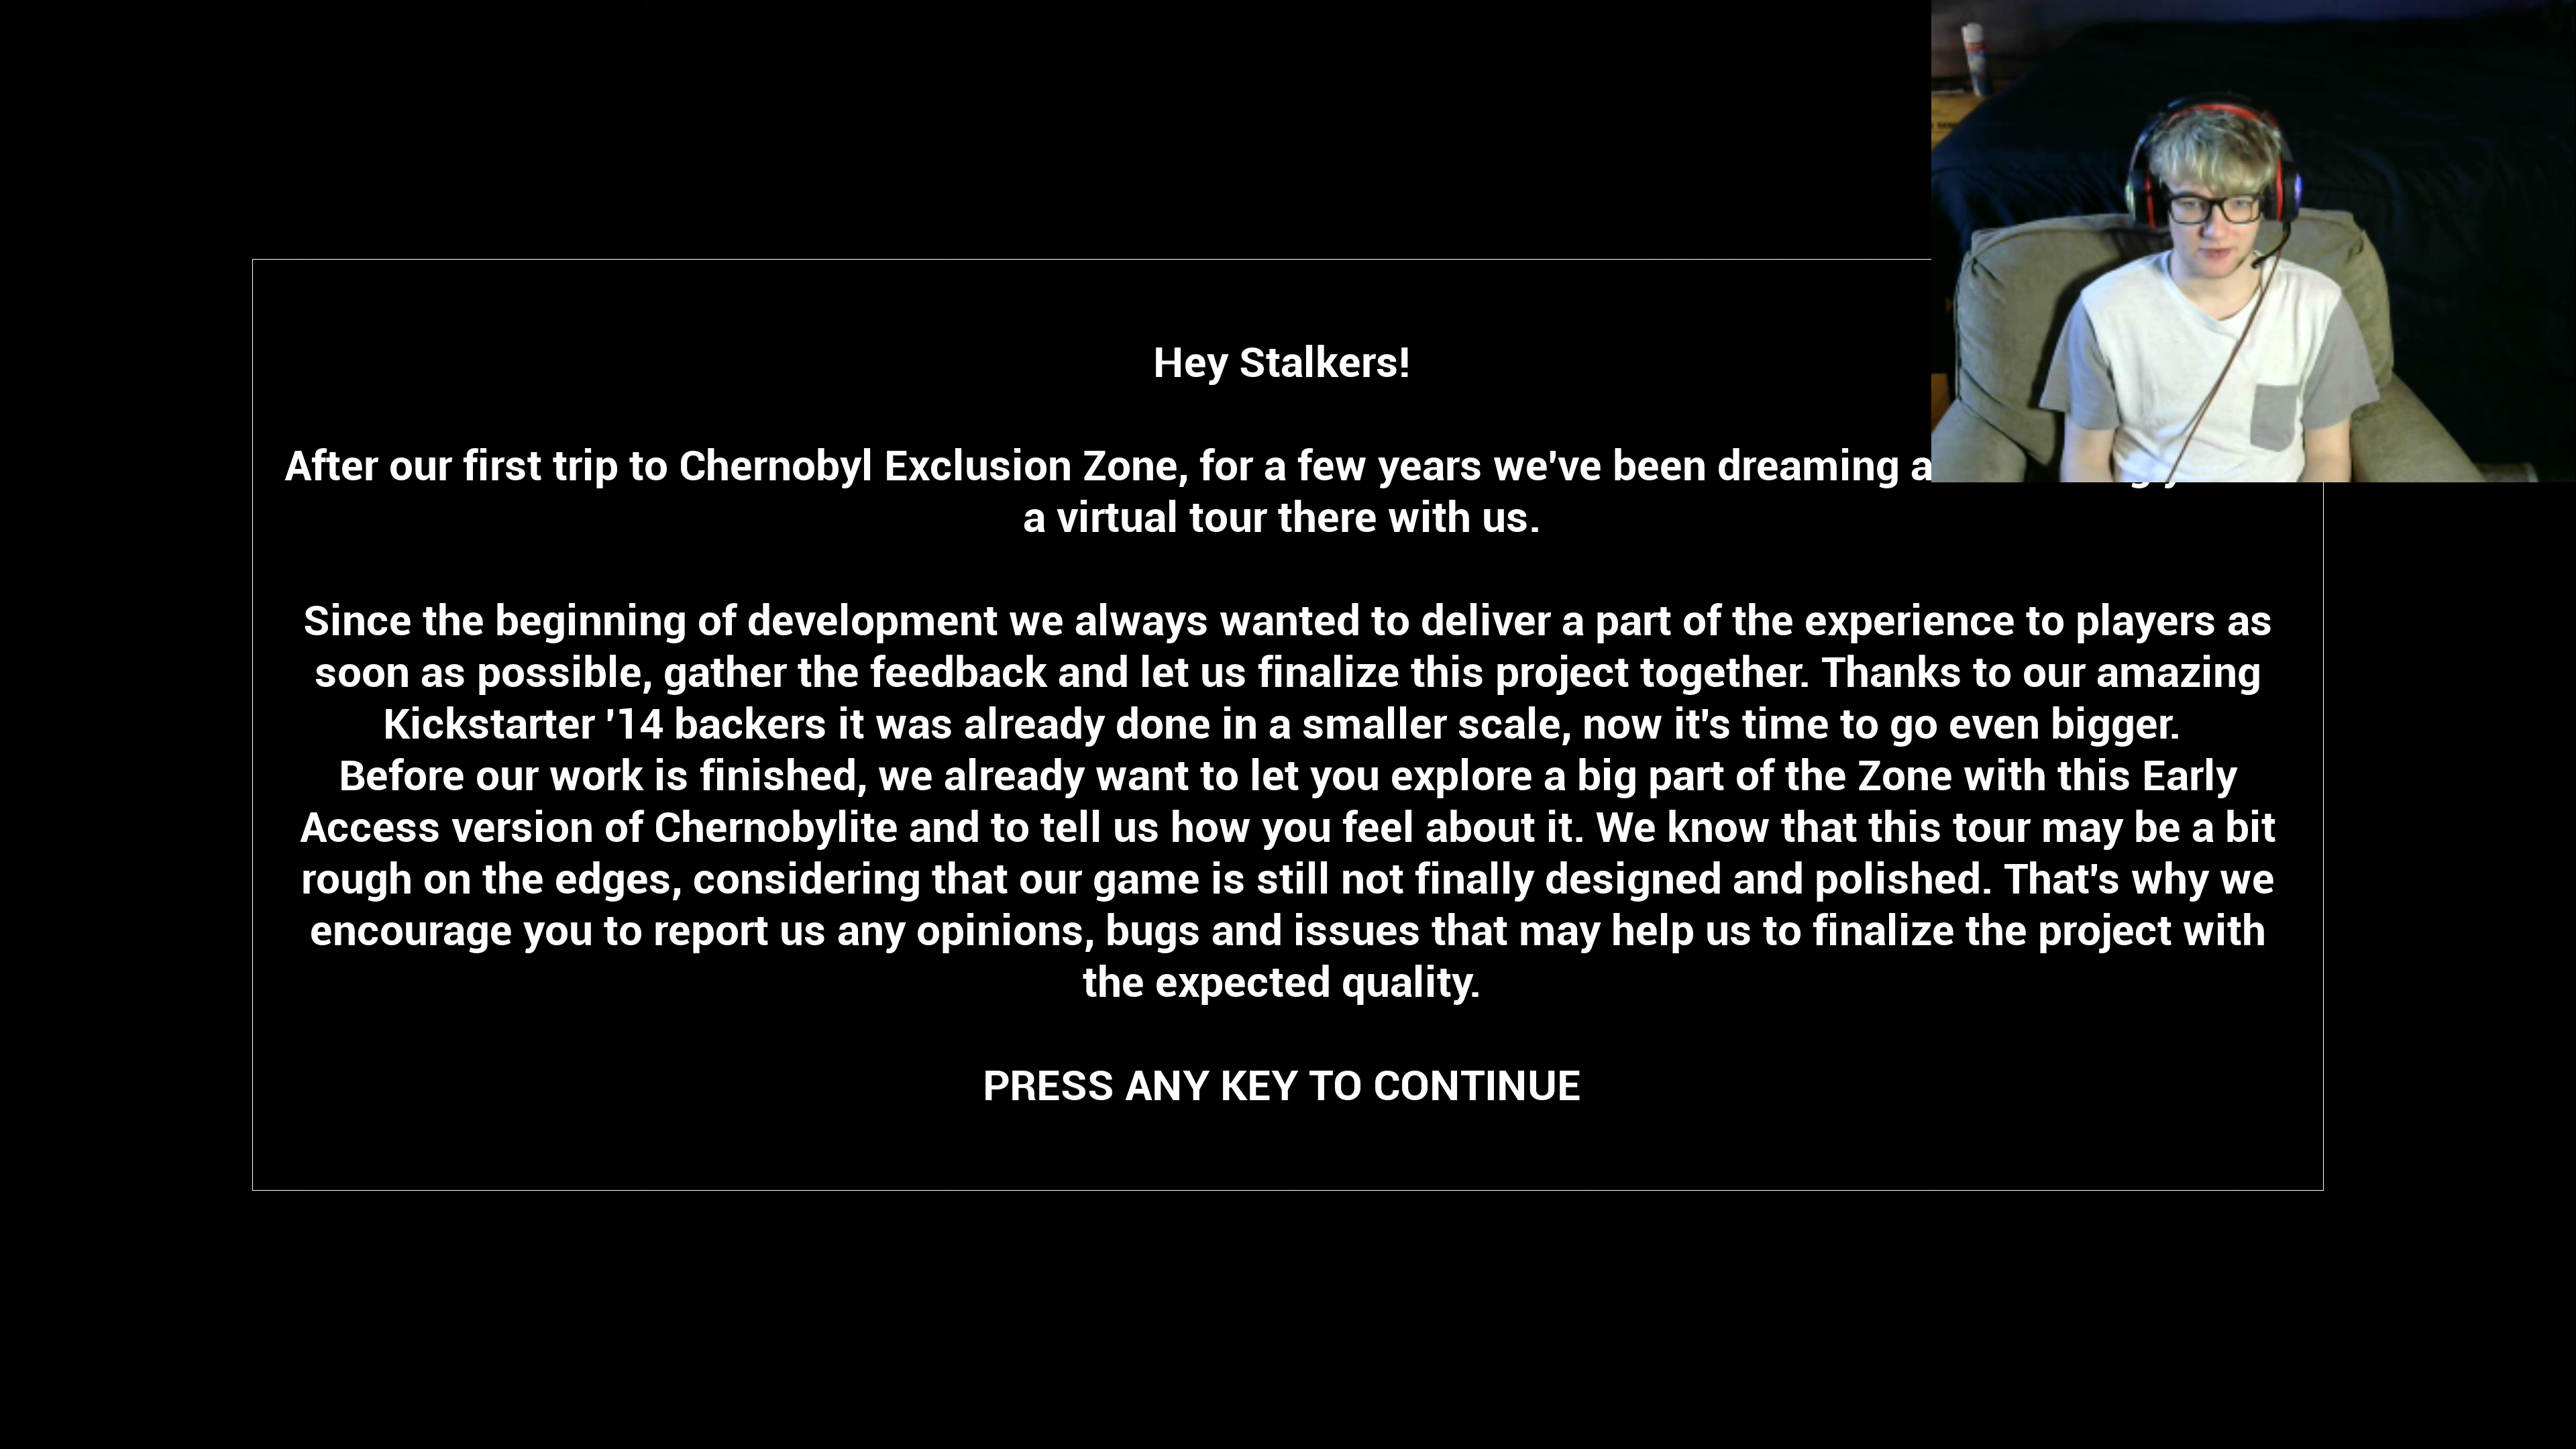 Hey Stalkers!
After our first trip to Chernobyl Exclusion Zone, for a few years we've been dreaming
a virtual tour there with us.
Since the beginning of development we always wanted to deliver a part of the experience to players as
soon as possible, gather the feedback and let us finalize this project together. Thanks to our amazing
Kickstarter '14 backers it was already done in a smaller scale, now it's time to go even bigger.
Before our work is finished, we already want to let you explore a big part of the Zone with this Early
Access version of Chernobylite and to tell us how you feel about it. We know that this tour may be a bit
rough on the edges, considering that our game is still not finally designed and polished. That's why we
encourage you to report us any opinions, bugs and issues that may help us to finalize the project with
the expected quality.
PRESS ANY KEY TO CONTINUE